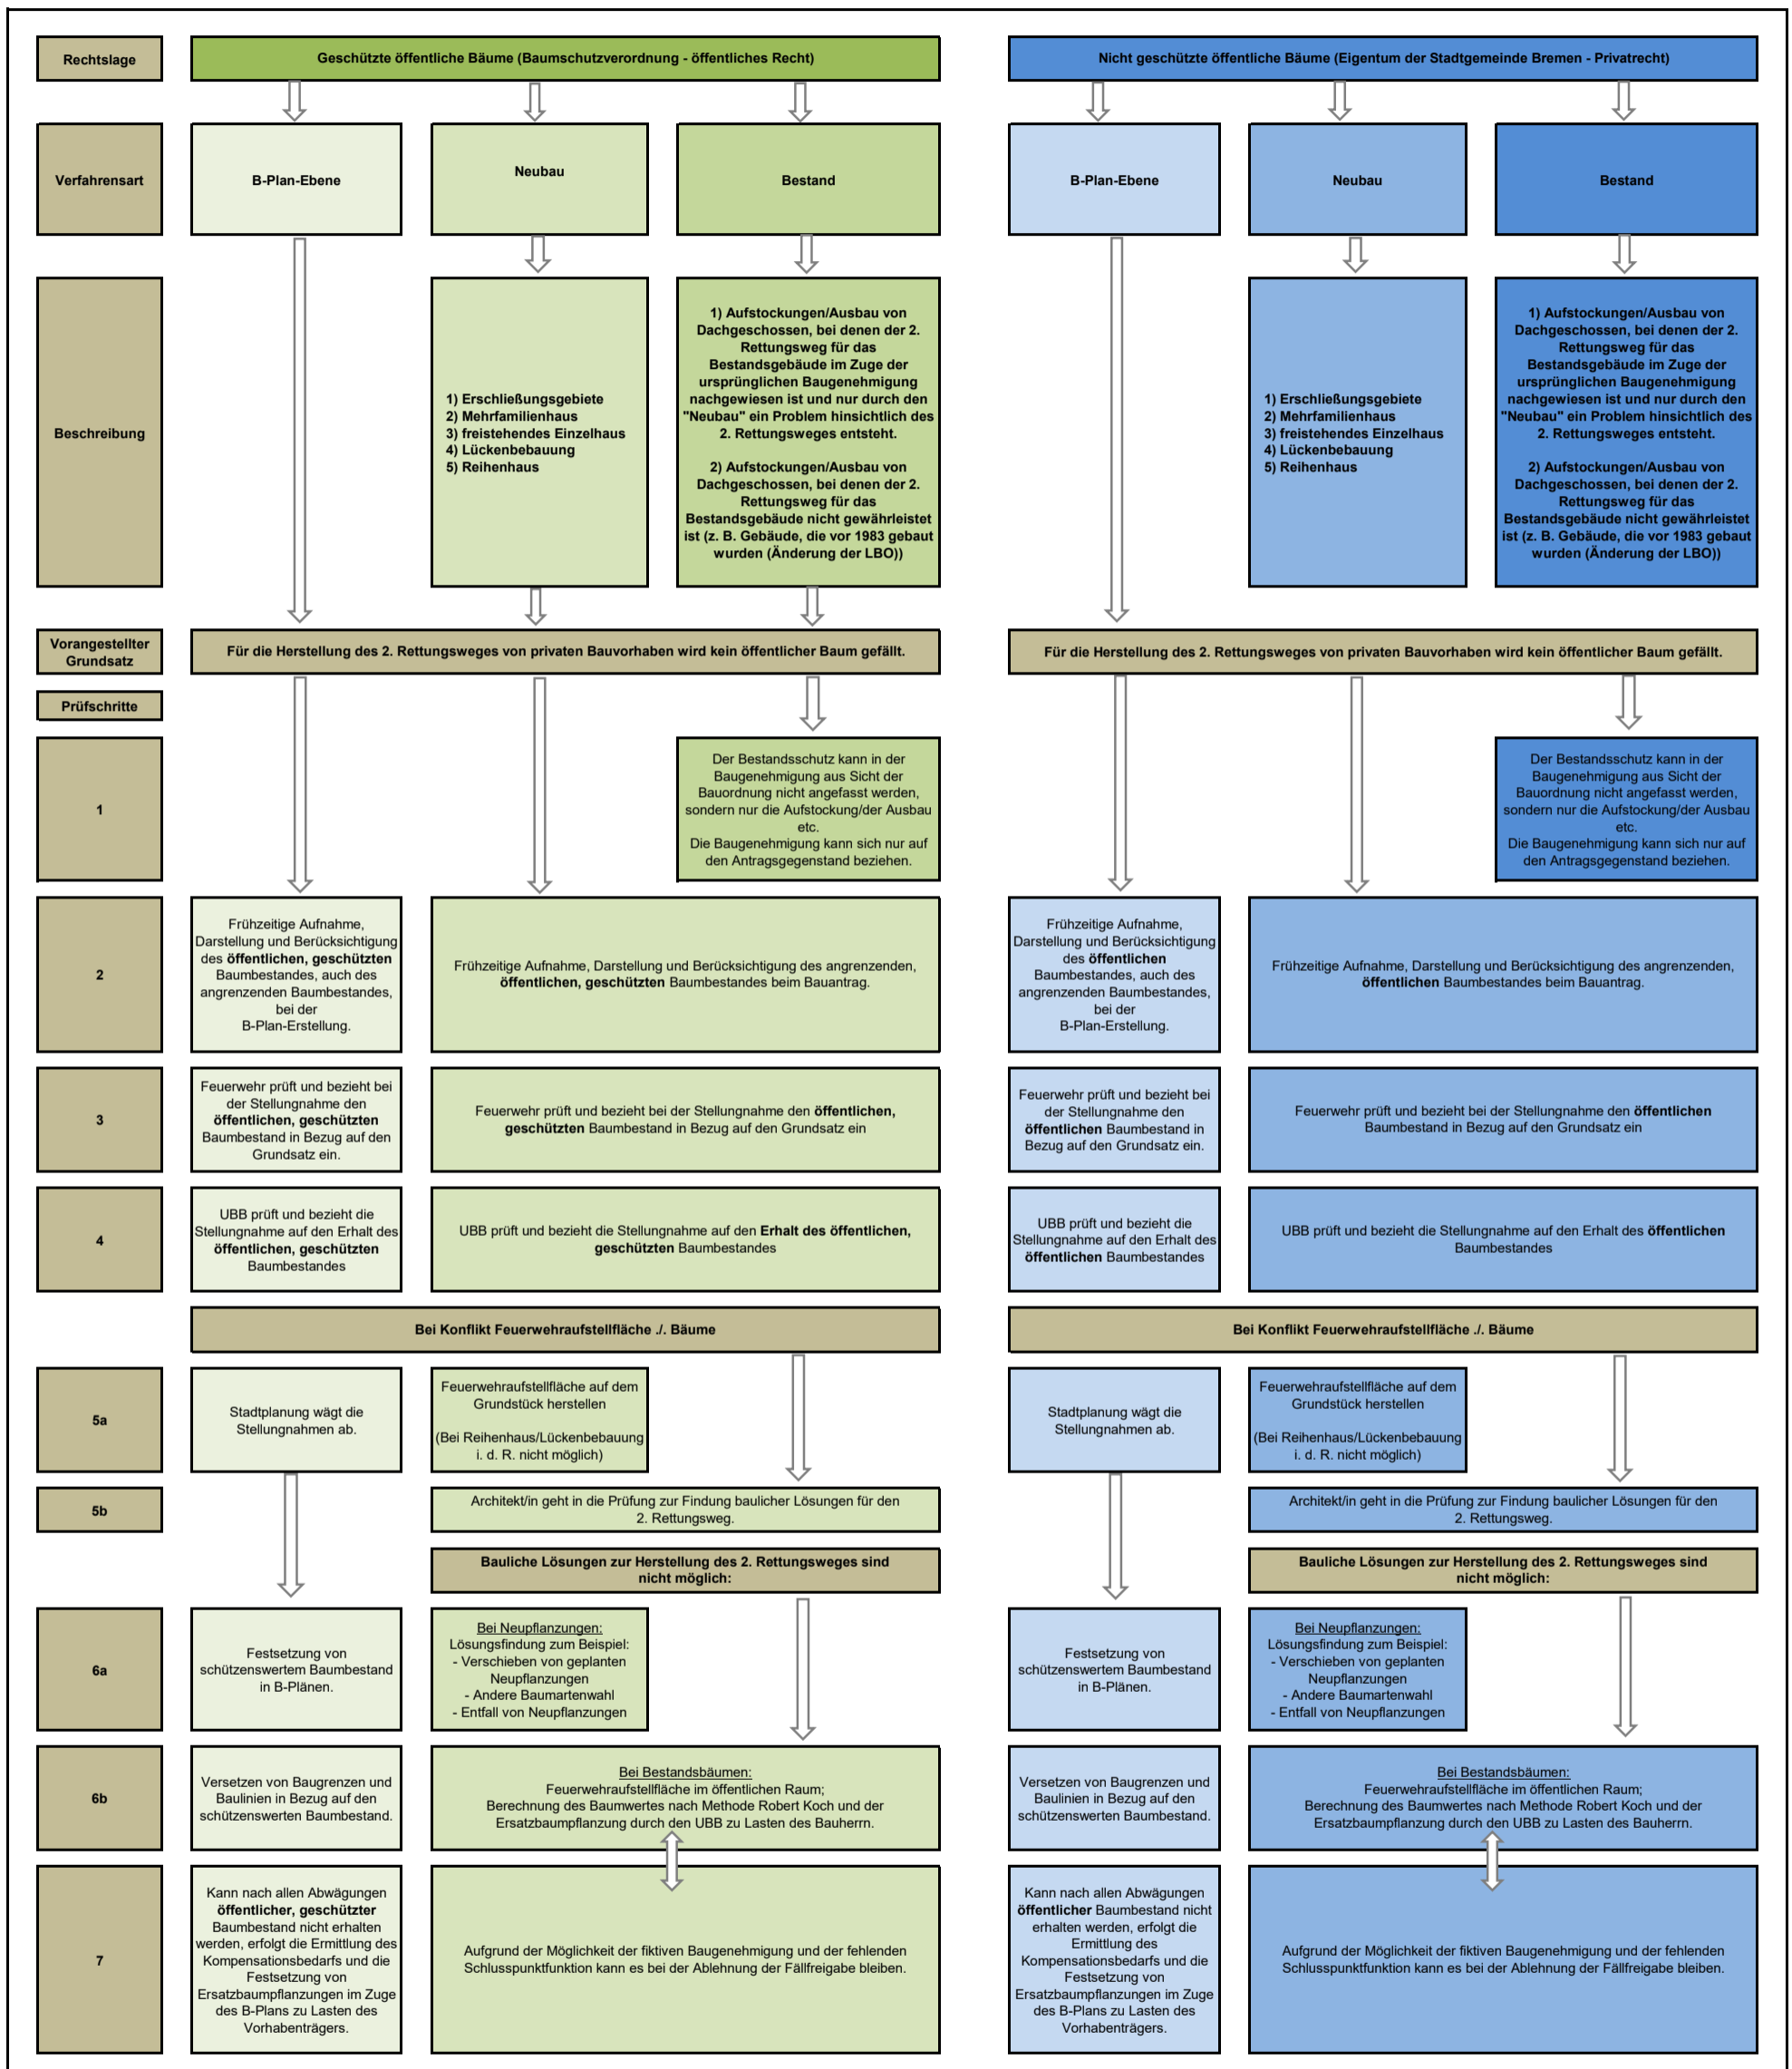 Rechtslage
Geschützte öffentliche Bäume (Baumschutzverordnung - öffentliches Recht)
Nicht geschützte öffentliche Bäume (Eigentum der Stadtgemeinde Bremen - Privatrecht)
Verfahrensart
B-Plan-Ebene
Neubau
Bestand
B-Plan-Ebene
Neubau
Bestand
Beschreibung
1) Erschließungsgebiete
2) Mehrfamilienhaus
3) freistehendes Einzelhaus
4) Lückenbebauung
5) Reihenhaus
1) Aufstockungen/Ausbau von
Dachgeschossen, bei denen der 2.
Rettungsweg für das
Bestandsgebäude im Zuge der
ursprünglichen Baugenehmigung
nachgewiesen ist und nur durch den
"Neubau" ein Problem hinsichtlich des
2. Rettungsweges entsteht.
2) Aufstockungen/Ausbau von
Dachgeschossen, bei denen der 2.
Rettungsweg für das
Bestandsgebäude nicht gewährleistet
ist (z. B. Gebäude, die vor 1983 gebaut
wurden (Änderung der LBO))
1) Erschließungsgebiete
2) Mehrfamilienhaus
3) freistehendes Einzelhaus
4) Lückenbebauung
5) Reihenhaus
1) Aufstockungen/Ausbau von
Dachgeschossen, bei denen der 2.
Rettungsweg für das
Bestandsgebäude im Zuge der
ursprünglichen Baugenehmigung
nachgewiesen ist und nur durch den
"Neubau" ein Problem hinsichtlich des
2. Rettungsweges entsteht.
2) Aufstockungen/Ausbau von
Dachgeschossen, bei denen der 2.
Rettungsweg für das
Bestandsgebäude nicht gewährleistet
ist (z. B. Gebäude, die vor 1983 gebaut
wurden (Änderung der LBO))
Vorangestellter
Grundsatz
Für die Herstellung des 2. Rettungsweges von privaten Bauvorhaben wird kein öffentlicher Baum gefällt.
Für die Herstellung des 2. Rettungsweges von privaten Bauvorhaben wird kein öffentlicher Baum gefällt.
Prüfschritte
1
Der Bestandsschutz kann in der
Baugenehmigung aus Sicht der
Bauordnung nicht angefasst werden,
sondern nur die Aufstockung/der Ausbau
etc.
Die Baugenehmigung kann sich nur auf
den Antragsgegenstand beziehen.
Der Bestandsschutz kann in der
Baugenehmigung aus Sicht der
Bauordnung nicht angefasst werden,
sondern nur die Aufstockung/der Ausbau
etc.
Die Baugenehmigung kann sich nur auf
den Antragsgegenstand beziehen.
2
Frühzeitige Aufnahme,
Darstellung und Berücksichtigung
des öffentlichen, geschützten
Baumbestandes, auch des
angrenzenden Baumbestandes,
bei der
B-Plan-Erstellung.
Frühzeitige Aufnahme, Darstellung und Berücksichtigung des angrenzenden,
öffentlichen, geschützten Baumbestandes beim Bauantrag.
Frühzeitige Aufnahme,
Darstellung und Berücksichtigung
des öffentlichen
Baumbestandes, auch des
angrenzenden Baumbestandes,
bei der
B-Plan-Erstellung.
Frühzeitige Aufnahme, Darstellung und Berücksichtigung des angrenzenden,
öffentlichen Baumbestandes beim Bauantrag.
3
Feuerwehr prüft und bezieht bei
der Stellungnahme den
öffentlichen, geschützten
Baumbestand in Bezug auf den
Grundsatz ein.
Feuerwehr prüft und bezieht bei der Stellungnahme den öffentlichen,
geschützten Baumbestand in Bezug auf den Grundsatz ein
Feuerwehr prüft und bezieht bei
der Stellungnahme den
öffentlichen Baumbestand in
Bezug auf den Grundsatz ein.
Feuerwehr prüft und bezieht bei der Stellungnahme den öffentlichen
Baumbestand in Bezug auf den Grundsatz ein
4
UBB prüft und bezieht die
Stellungnahme auf den Erhalt des
öffentlichen, geschützten
Baumbestandes
UBB prüft und bezieht die Stellungnahme auf den Erhalt des öffentlichen,
geschützten Baumbestandes
UBB prüft und bezieht die
Stellungnahme auf den Erhalt des
öffentlichen Baumbestandes
UBB prüft und bezieht die Stellungnahme auf den Erhalt des öffentlichen
Baumbestandes
Bei Konflikt Feuerwehraufstellfläche ./. Bäume
Bei Konflikt Feuerwehraufstellfläche ./. Bäume
5a
Stadtplanung wägt die
Stellungnahmen ab.
Feuerwehraufstellfläche auf dem
Grundstück herstellen
(Bei Reihenhaus/Lückenbebauung
i. d. R. nicht möglich)
Stadtplanung wägt die
Stellungnahmen ab.
Feuerwehraufstellfläche auf dem
Grundstück herstellen
(Bei Reihenhaus/Lückenbebauung
i. d. R. nicht möglich)
5b
Architekt/in geht in die Prüfung zur Findung baulicher Lösungen für den
2. Rettungsweg.
Architekt/in geht in die Prüfung zur Findung baulicher Lösungen für den
2. Rettungsweg.
Bauliche Lösungen zur Herstellung des 2. Rettungsweges sind
nicht möglich:
Bauliche Lösungen zur Herstellung des 2. Rettungsweges sind
nicht möglich:
6a
Festsetzung von
schützenswertem Baumbestand
in B-Plänen.
Bei Neupflanzungen:
Lösungsfindung zum Beispiel:
- Verschieben von geplanten
Neupflanzungen
- Andere Baumartenwahl
- Entfall von Neupflanzungen
Festsetzung von
schützenswertem Baumbestand
in B-Plänen.
Bei Neupflanzungen:
Lösungsfindung zum Beispiel:
- Verschieben von geplanten
Neupflanzungen
- Andere Baumartenwahl
- Entfall von Neupflanzungen
6b
Versetzen von Baugrenzen und
Baulinien in Bezug auf den
schützenswerten Baumbestand.
Bei Bestandsbäumen:
Feuerwehraufstellfläche im öffentlichen Raum;
Berechnung des Baumwertes nach Methode Robert Koch und der
Ersatzbaumpflanzung durch den UBB zu Lasten des Bauherrn.
Versetzen von Baugrenzen und
Baulinien in Bezug auf den
schützenswerten Baumbestand.
Bei Bestandsbäumen:
Feuerwehraufstellfläche im öffentlichen Raum;
Berechnung des Baumwertes nach Methode Robert Koch und der
Ersatzbaumpflanzung durch den UBB zu Lasten des Bauherrn.
7
Kann nach allen Abwägungen
öffentlicher, geschützter
Baumbestand nicht erhalten
werden, erfolgt die Ermittlung des
Kompensationsbedarfs und die
Festsetzung von
Ersatzbaumpflanzungen im Zuge
des B-Plans zu Lasten des
Vorhabenträgers.
Aufgrund der Möglichkeit der fiktiven Baugenehmigung und der fehlenden
Schlusspunktfunktion kann es bei der Ablehnung der Fällfreigabe bleiben.
Kann nach allen Abwägungen
öffentlicher Baumbestand nicht
erhalten werden, erfolgt die
Ermittlung des
Kompensationsbedarfs und die
Festsetzung von
Ersatzbaumpflanzungen im Zuge
des B-Plans zu Lasten des
Vorhabenträgers.
Aufgrund der Möglichkeit der fiktiven Baugenehmigung und der fehlenden
Schlusspunktfunktion kann es bei der Ablehnung der Fällfreigabe bleiben.